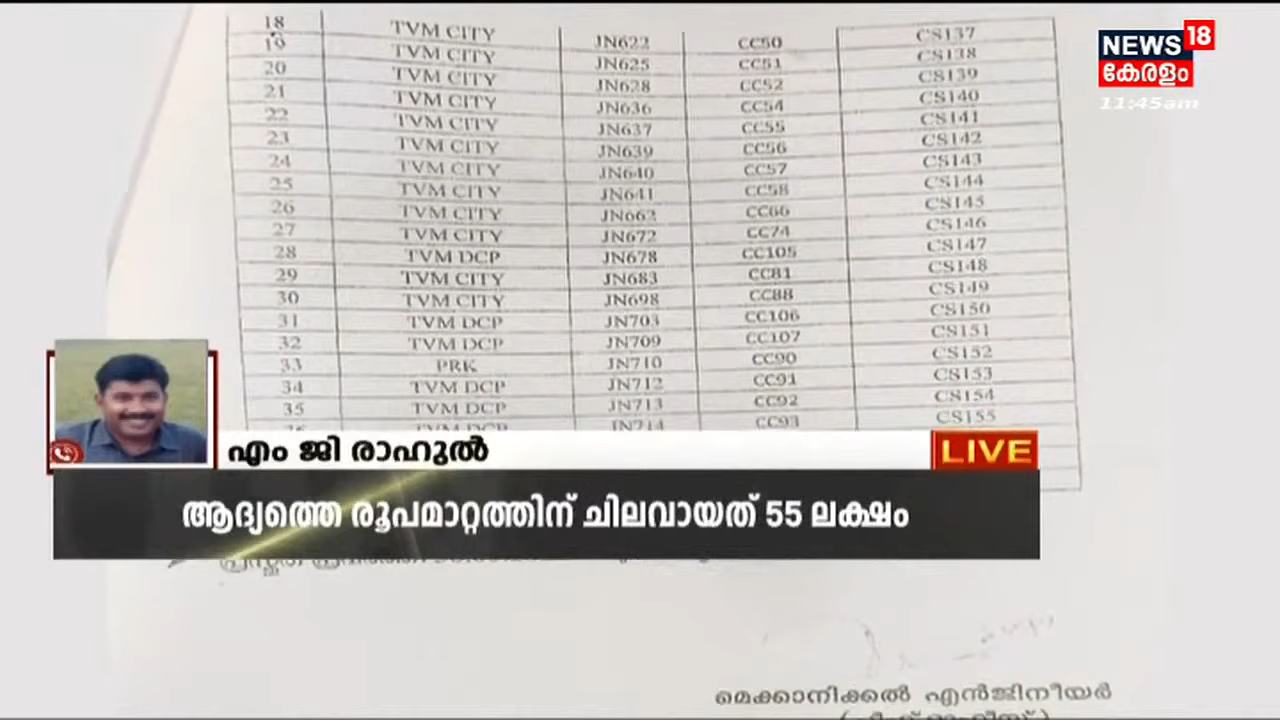 18 TVM CITY JN622 CC50 CS137
19 TVM CITY JN625 CC51 CS138
20 TVM CITY JN628 CC52 CS139
21 TVM CITY JN636 CC54 CS140
22 TVM CITY JN637 CC55 CS141
23 TVM CITY JN639 CC56 CS142
24 TVM CITY JN640 CC57 CS143
25 TVM CITY JN641 CC58 CS144
26 TVM CITY JN662 CC66 CS145
27 TVM CITY JN672 CC74 CS146
28 TVM DCP JN678 CC105 CS147
29 TVM CITY JN683 CC81 CS148
30 TVM CITY JN698 CC88 CS149
31 TVM DCP JN703 CC106 CS150
32 TVM DCP JN709 CC107 CS151
33 PRK JN710 CC90 CS152
34 TVM DCP JN712 CC91 CS153
35 TVM DCP JN713 CC92 CS154
TVM DCP JN714 CC93 CS155
NEWS 18
കേരളം
11:45am
എം ജി രാഹുൽ
LIVE
ആദ്യത്തെ രൂപമാറ്റത്തിന് ചിലവായത് 55 ലക്ഷം
മെക്കാനിക്കൽ എൻജിനീയർ